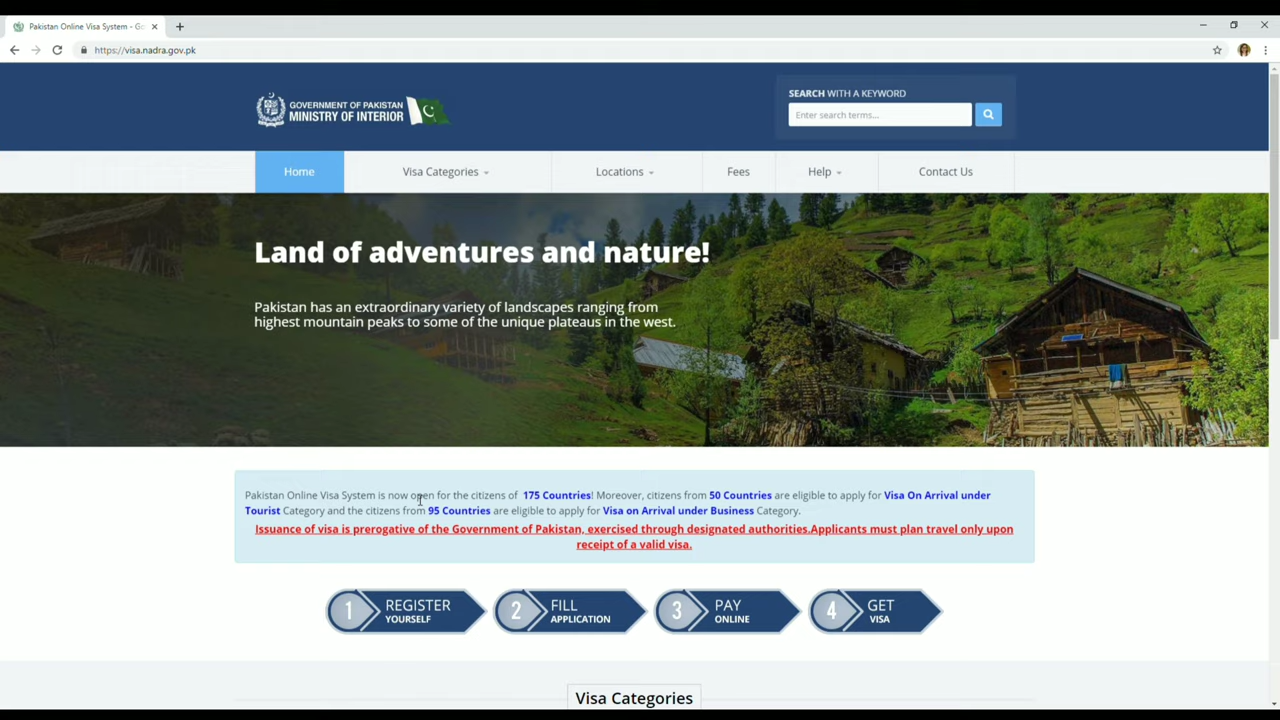 Pakistan Online Visa System - Go
https://visa.nadra.gov.pk
GOVERNMENT OF PAKISTAN
MINISTRY OF INTERIOR
SEARCH WITH A KEYWORD
Enter search terms...
Home
Visa Categories
Locations
Fees
Help
Contact Us
Land of adventures and nature!
Pakistan has an extraordinary variety of landscapes ranging from
highest mountain peaks to some of the unique plateaus in the west.
Pakistan Online Visa System is now open for the citizens of 175 Countries! Moreover, citizens from 50 Countries are eligible to apply for Visa On Arrival under
Tourist Category and the citizens from 95 Countries are eligible to apply for Visa on Arrival under Business Category.
Issuance of visa is prerogative of the Government of Pakistan, exercised through designated authorities.Applicants must plan travel only upon
receipt of a valid visa.
1 REGISTER
YOURSELF
2 FILL
APPLICATION
3 PAY
ONLINE
4 GET
VISA
Visa Categories